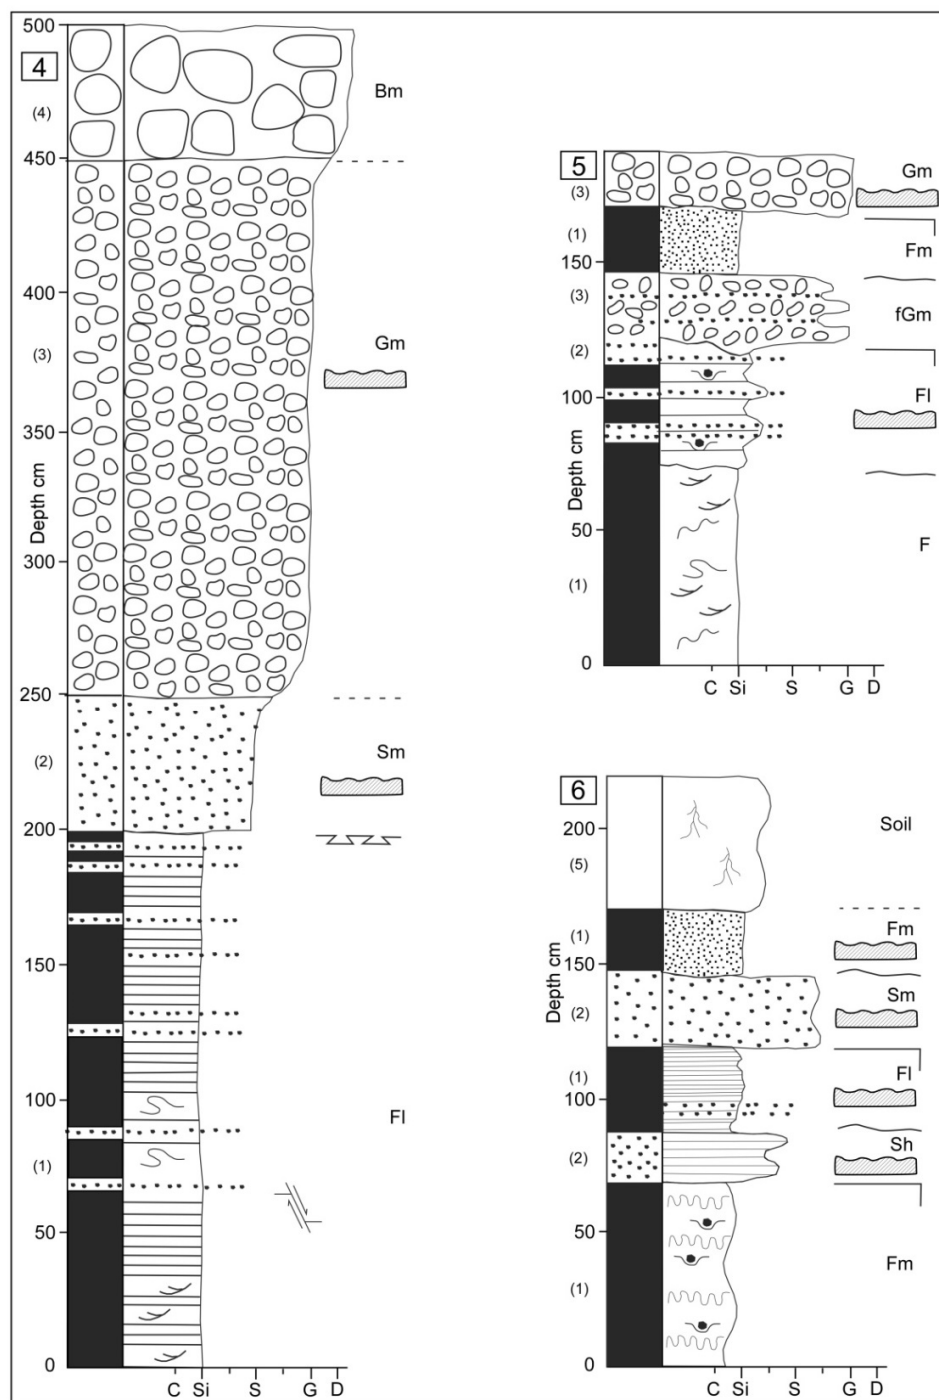 500
4
(4)
Bm
450
400
Gm
(3)
350
Depth cm
300
250
Sm
(2)
200
150
100
Fl
(1)
50
0
C Si S G D
5
Gm
(3)
(1)
Fm
150
(3)
fGm
(2)
100
Fl
Depth cm
50
F
(1)
0
C Si S G D
6
Soil
200
(5)
Fm
(1)
150
Sm
Depth cm
(2)
(1)
Fl
100
Sh
(2)
50
Fm
(1)
0
C Si S G D